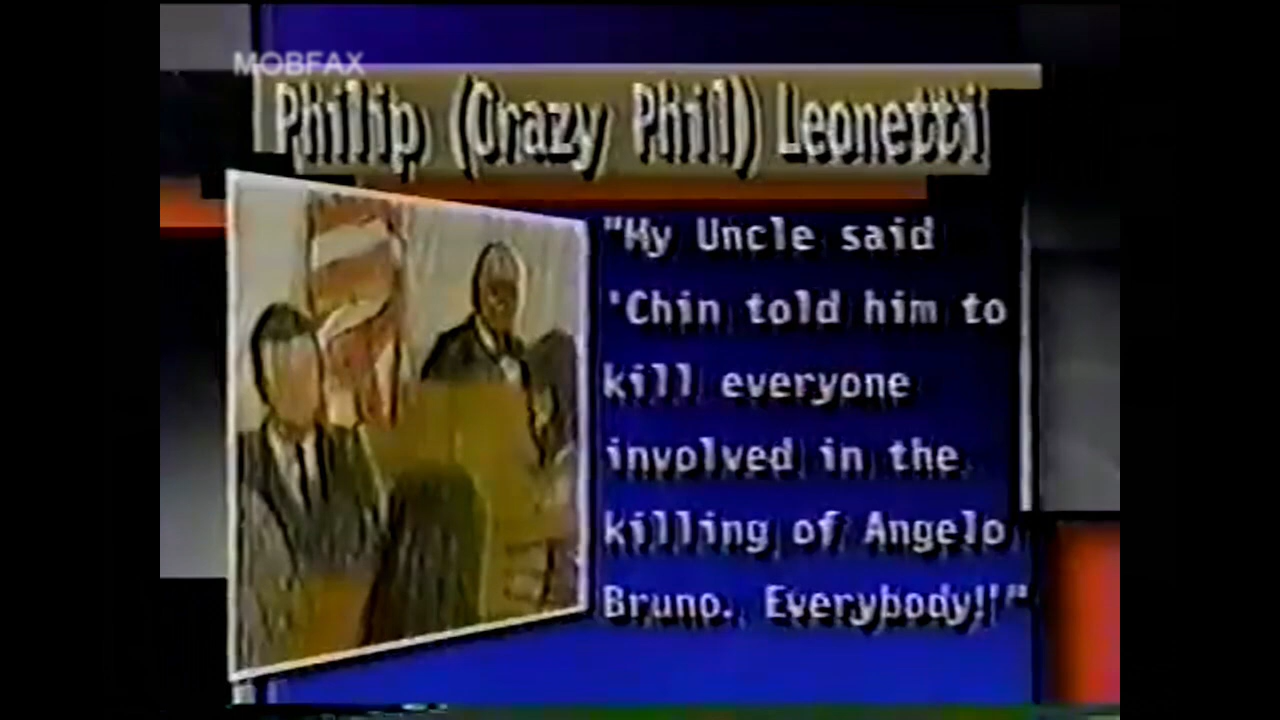 MOBFAX
Philip (Crazy Phil) Leonetti
"My Uncle said
'Chin told him to
kill everyone
involved in the
killing of Angelo
Bruno. Everybody!'"